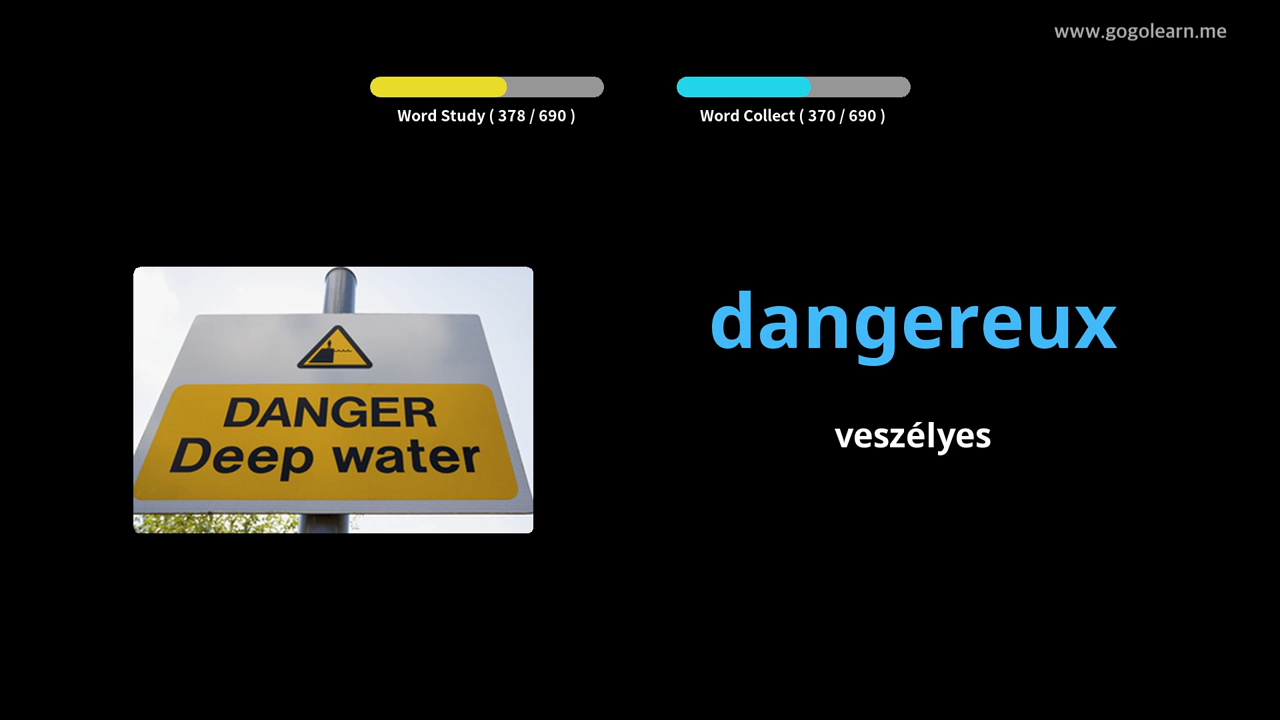 www.gogolearn.me
Word Study ( 378 / 690 )
Word Collect ( 370 / 690 )
DANGER
Deep water
dangereux
veszélyes